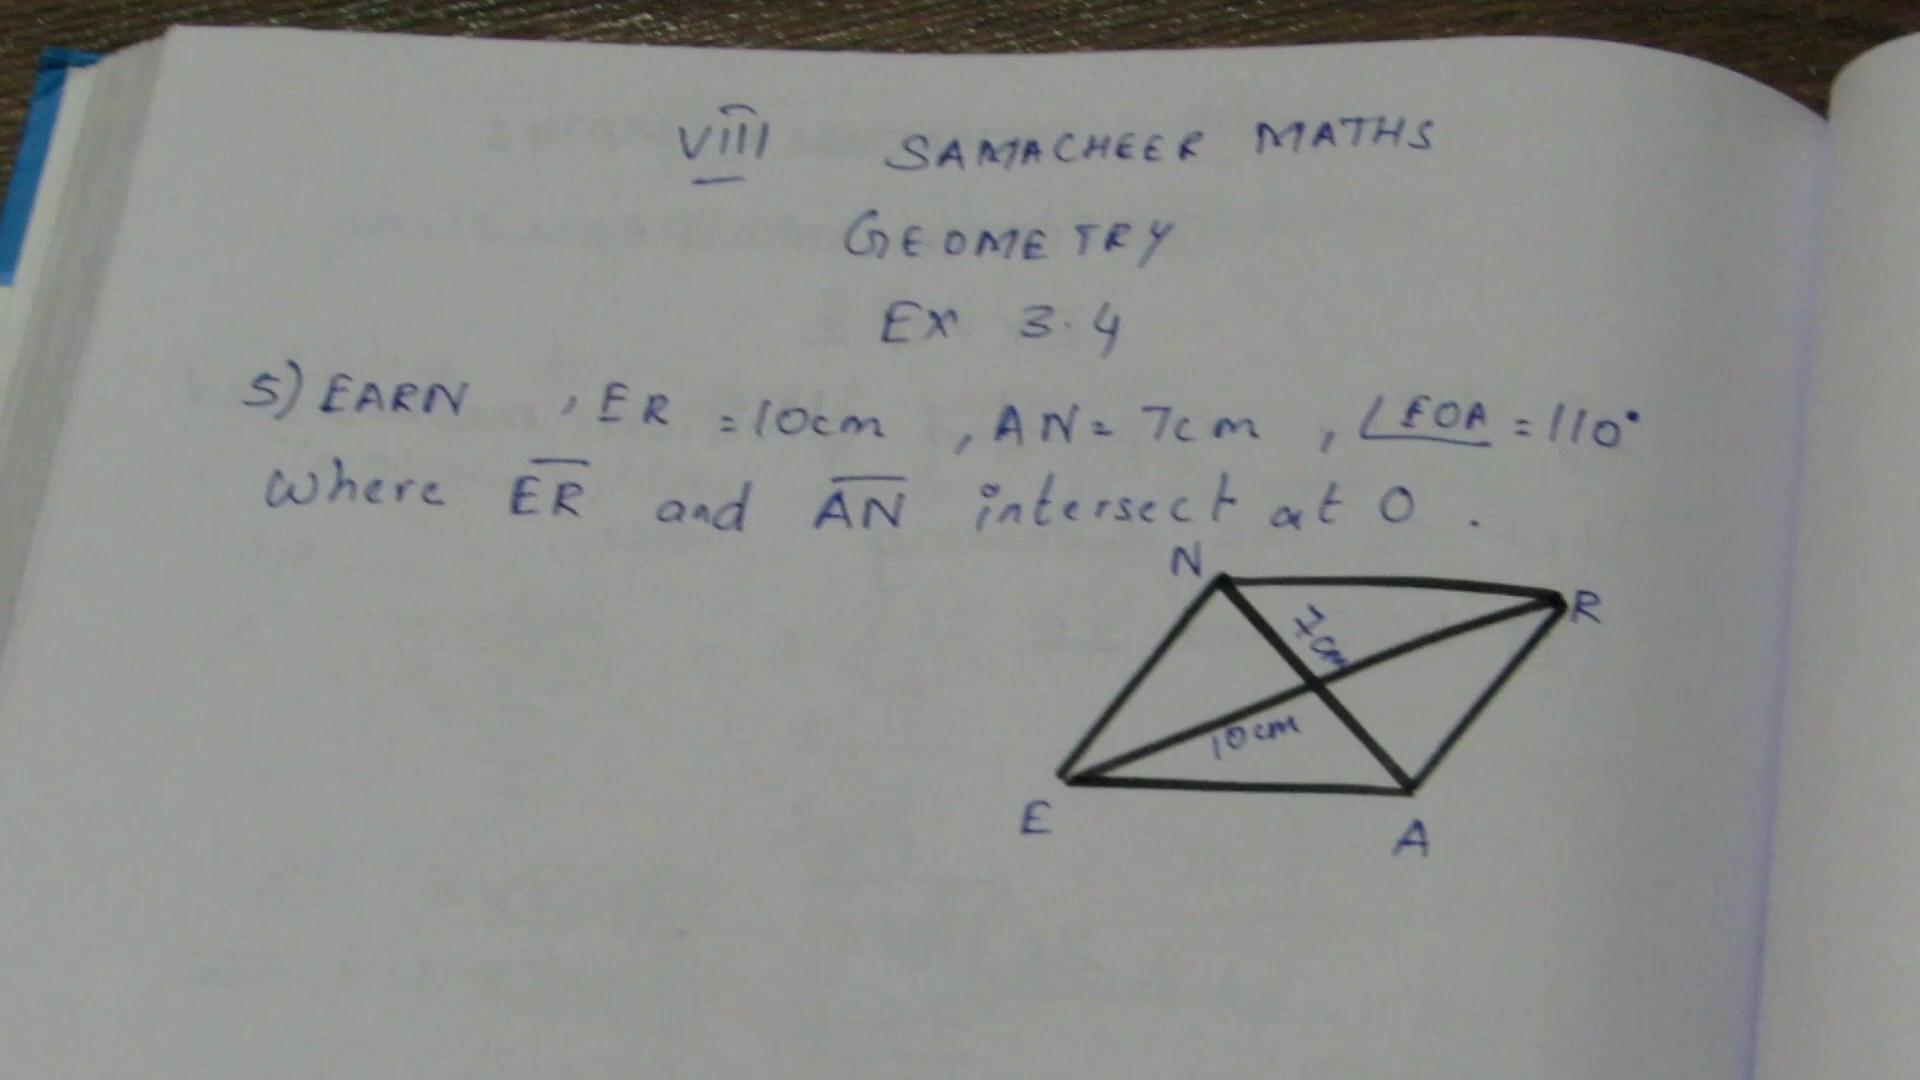 VIII SAMACHEER MATHS
GEOMETRY
Ex 3.4
5) EARN , ER = 10cm , AN = 7cm , ∠EOA = 110°
Where ER and AN intersect at O .
N
R
7cm
10cm
E
A